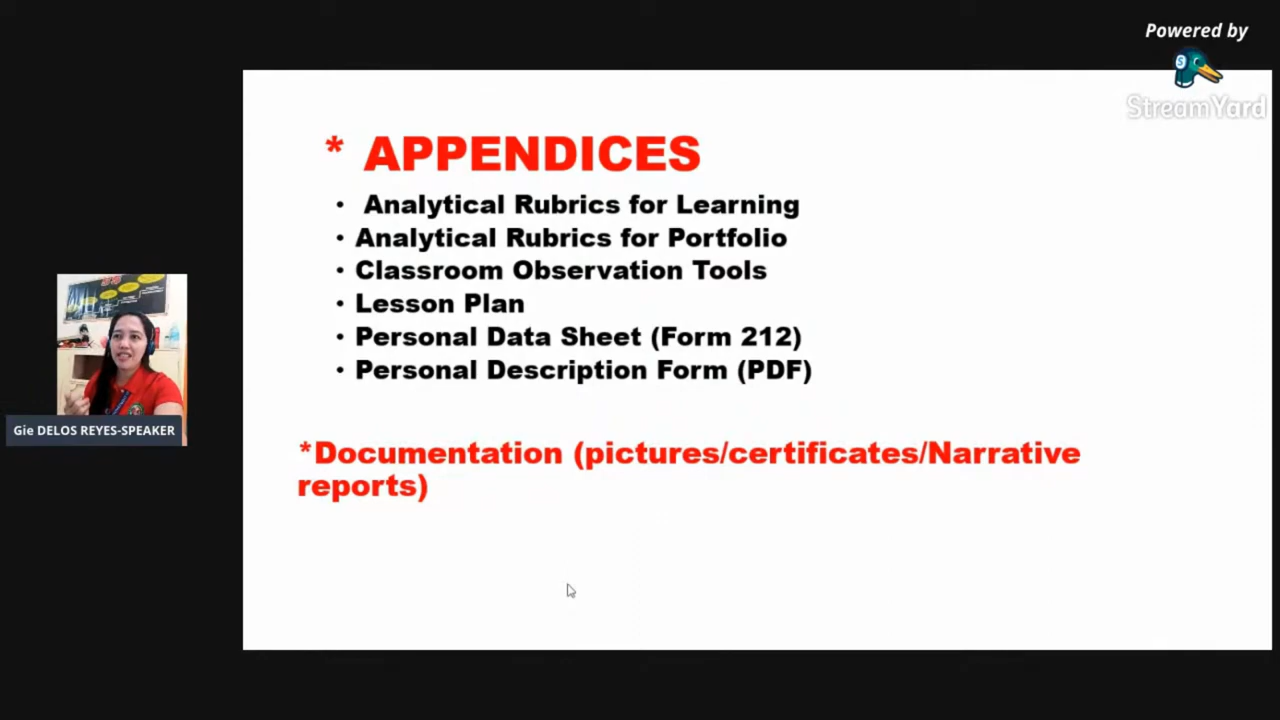 Powered by
StreamYard
* APPENDICES
• Analytical Rubrics for Learning
• Analytical Rubrics for Portfolio
• Classroom Observation Tools
• Lesson Plan
• Personal Data Sheet (Form 212)
• Personal Description Form (PDF)
Gie DELOS REYES-SPEAKER
*Documentation (pictures/certificates/Narrative
reports)